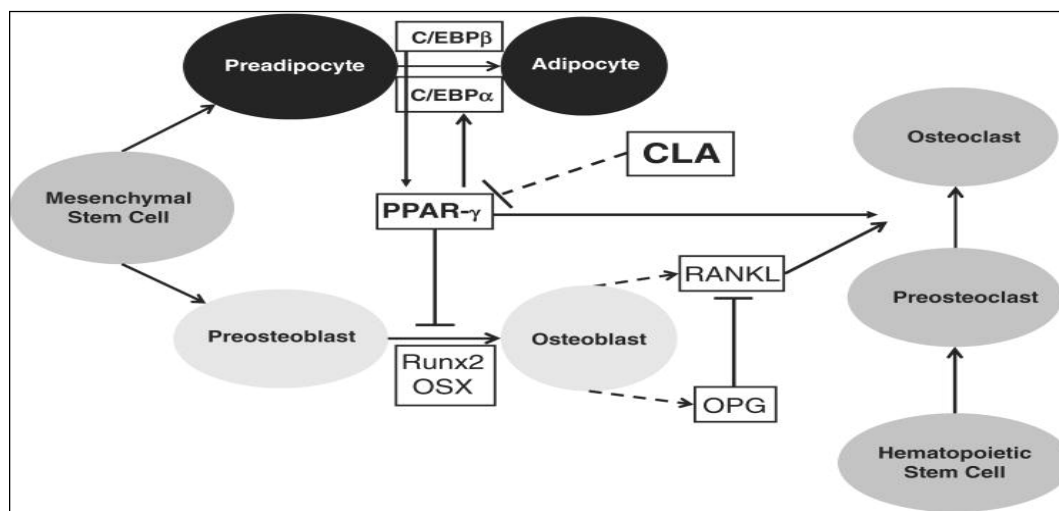 C/EBPβ
Preadipocyte
Adipocyte
C/EBPα
CLA
Osteoclast
Mesenchymal
Stem Cell
PPAR-γ
RANKL
Preosteoclast
Preosteoblast
Osteoblast
Runx2
OSX
OPG
Hematopoietic
Stem Cell